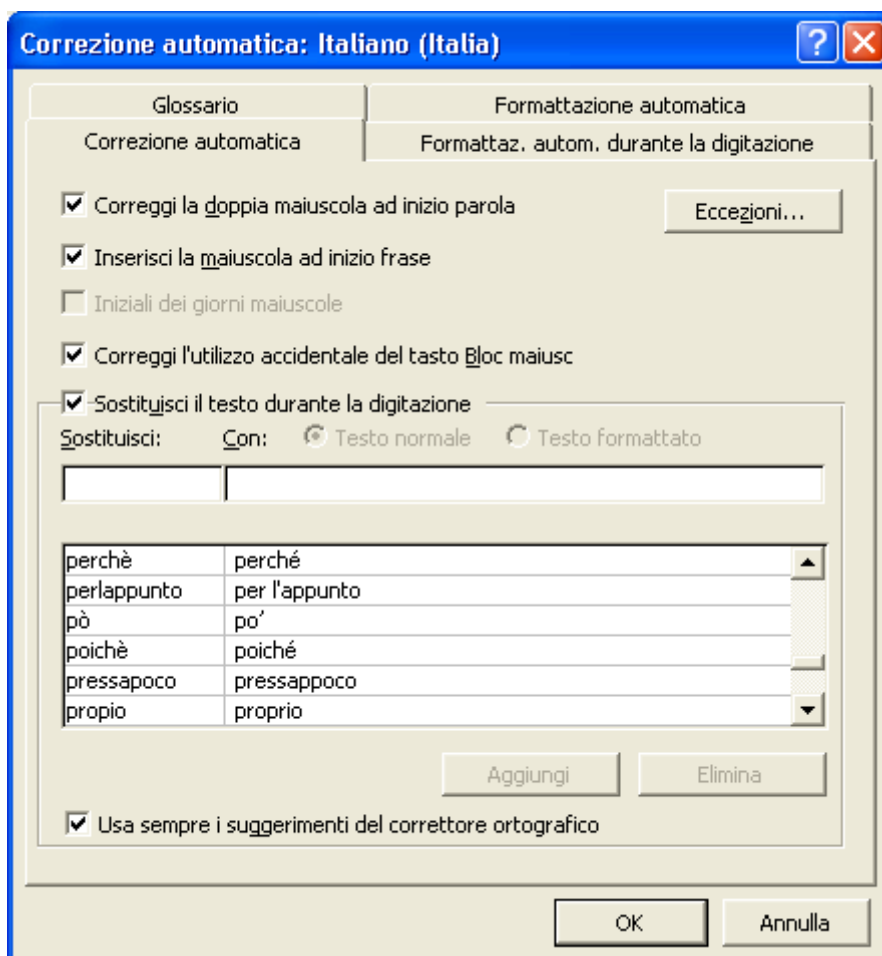 Correzione automatica: Italiano (Italia)
Glossario Formattazione automatica
Correzione automatica Formattaz. autom. durante la digitazione
Correggi la doppia maiuscola ad inizio parola Eccezioni...
Inserisci la maiuscola ad inizio frase
Iniziali dei giorni maiuscole
Correggi l'utilizzo accidentale del tasto Bloc maiusc
Sostituisci il testo durante la digitazione
Sostituisci: Con: Testo normale Testo formattato
perchè perché
perlappunto per l'appunto
pò po’
poichè poiché
pressapoco pressappoco
propio proprio
Aggiungi Elimina
Usa sempre i suggerimenti del correttore ortografico
OK Annulla